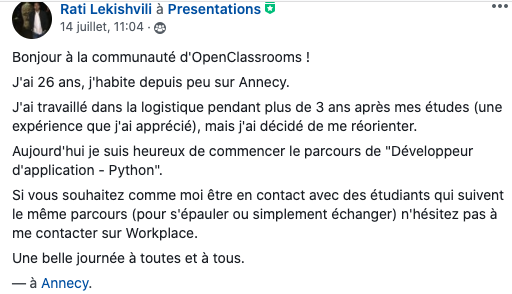 Rati Lekishvili à Presentations
14 juillet, 11:04 ·
Bonjour à la communauté d'OpenClassrooms !
J'ai 26 ans, j'habite depuis peu sur Annecy.
J'ai travaillé dans la logistique pendant plus de 3 ans après mes études (une
expérience que j'ai apprécié), mais j'ai décidé de me réorienter.
Aujourd'hui je suis heureux de commencer le parcours de "Développeur
d'application - Python".
Si vous souhaitez comme moi être en contact avec des étudiants qui suivent
le même parcours (pour s'épauler ou simplement échanger) n'hésitez pas à
me contacter sur Workplace.
Une belle journée à toutes et à tous.
— à Annecy.